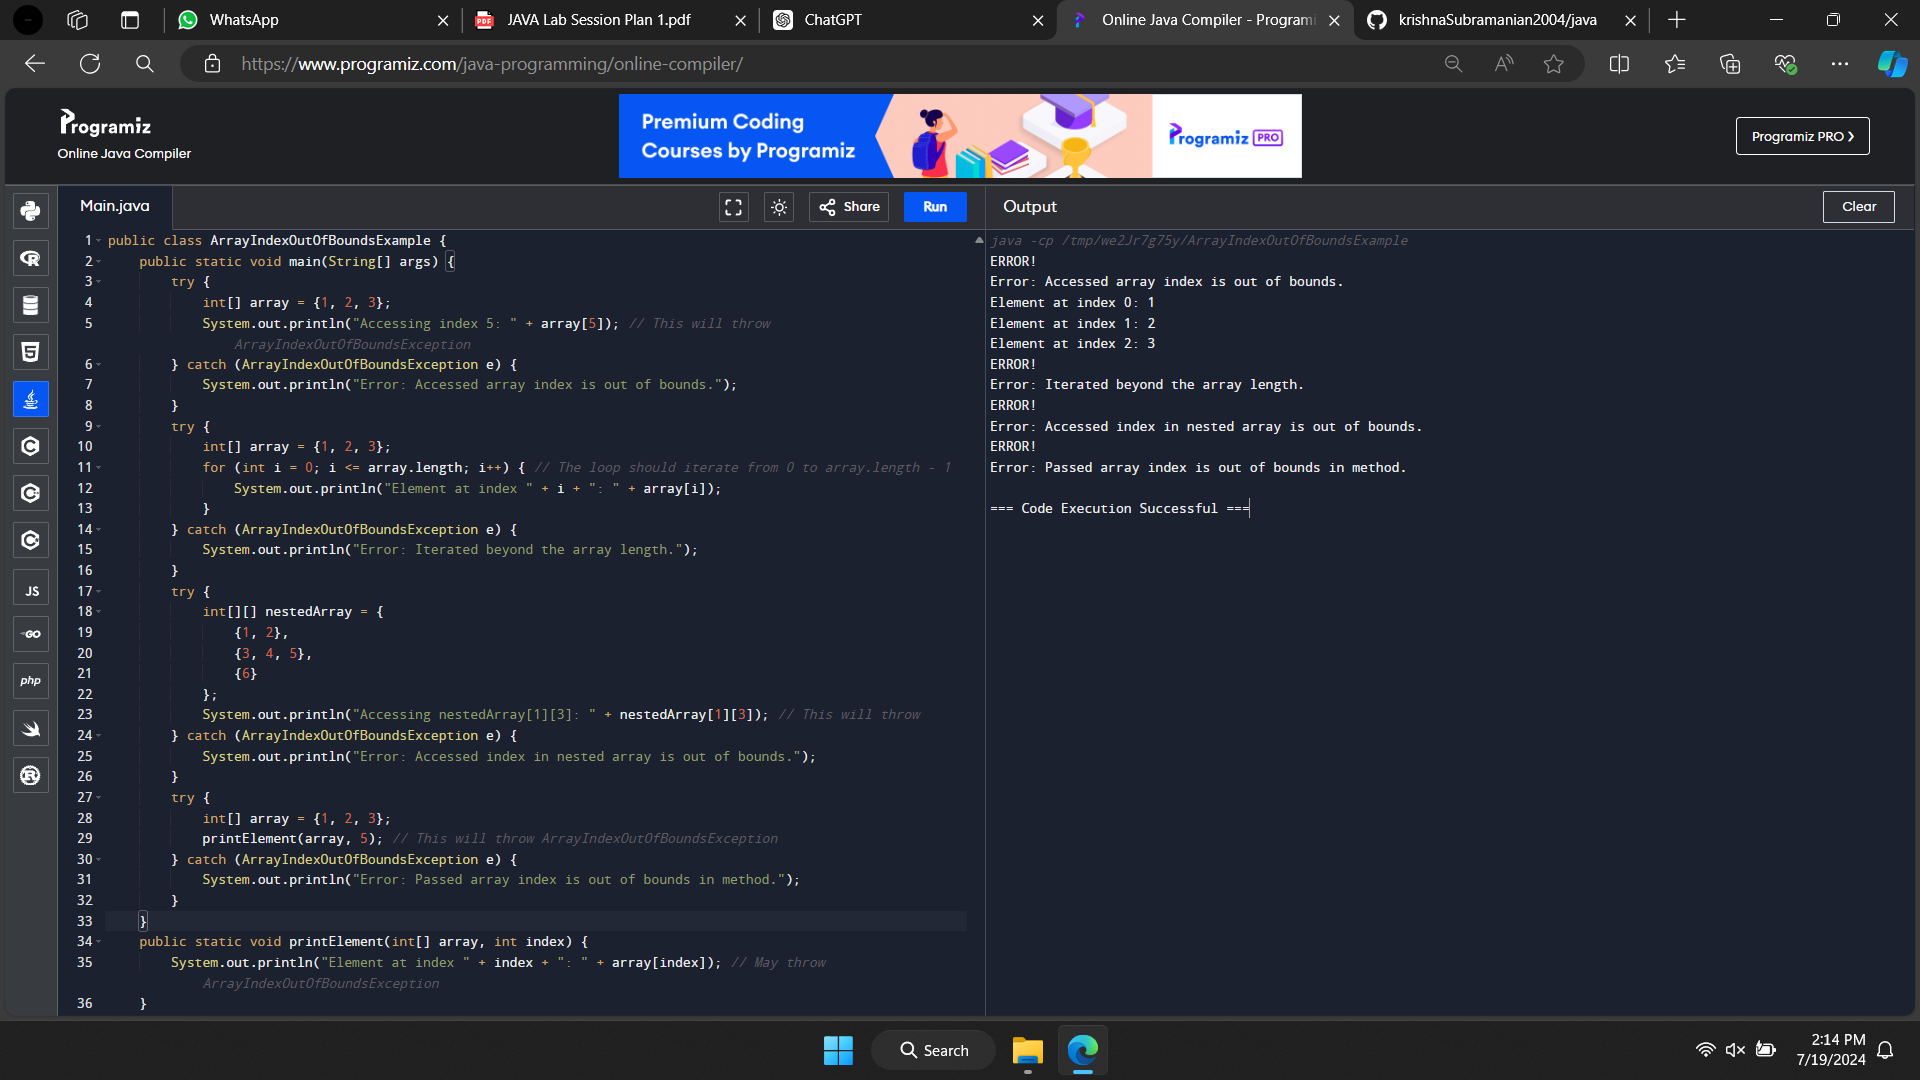 WhatsApp
JAVA Lab Session Plan 1.pdf
ChatGPT
Online Java Compiler - Programi
krishnaSubramanian2004/java
https://www.programiz.com/java-programming/online-compiler/
Programiz
Online Java Compiler
Premium Coding
Courses by Programiz
Programiz PRO
Programiz PRO
Main.java
Share
Run
Output
Clear
1 public class ArrayIndexOutOfBoundsExample {
2 public static void main(String[] args) {
3 try {
4 int[] array = {1, 2, 3};
5 System.out.println("Accessing index 5: " + array[5]); // This will throw
ArrayIndexOutOfBoundsException
6 } catch (ArrayIndexOutOfBoundsException e) {
7 System.out.println("Error: Accessed array index is out of bounds.");
8 }
9 try {
10 int[] array = {1, 2, 3};
11 for (int i = 0; i <= array.length; i++) { // The loop should iterate from 0 to array.length - 1
12 System.out.println("Element at index " + i + ": " + array[i]);
13 }
14 } catch (ArrayIndexOutOfBoundsException e) {
15 System.out.println("Error: Iterated beyond the array length.");
16 }
17 try {
18 int[][] nestedArray = {
19 {1, 2},
20 {3, 4, 5},
21 {6}
22 };
23 System.out.println("Accessing nestedArray[1][3]: " + nestedArray[1][3]); // This will throw
24 } catch (ArrayIndexOutOfBoundsException e) {
25 System.out.println("Error: Accessed index in nested array is out of bounds.");
26 }
27 try {
28 int[] array = {1, 2, 3};
29 printElement(array, 5); // This will throw ArrayIndexOutOfBoundsException
30 } catch (ArrayIndexOutOfBoundsException e) {
31 System.out.println("Error: Passed array index is out of bounds in method.");
32 }
33 }
34 public static void printElement(int[] array, int index) {
35 System.out.println("Element at index " + index + ": " + array[index]); // May throw
ArrayIndexOutOfBoundsException
36 }
java -cp /tmp/we2Jr7g75y/ArrayIndexOutOfBoundsExample
ERROR!
Error: Accessed array index is out of bounds.
Element at index 0: 1
Element at index 1: 2
Element at index 2: 3
ERROR!
Error: Iterated beyond the array length.
ERROR!
Error: Accessed index in nested array is out of bounds.
ERROR!
Error: Passed array index is out of bounds in method.
=== Code Execution Successful ===
JS
GO
php
Search
2:14 PM
7/19/2024